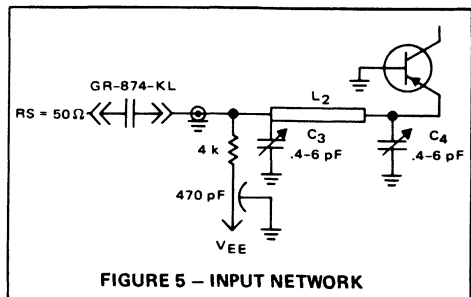 GR-874-KL
RS = 50Ω
L2
4 k
C3
.4-6 pF
C4
.4-6 pF
470 pF
VEE
FIGURE 5 – INPUT NETWORK